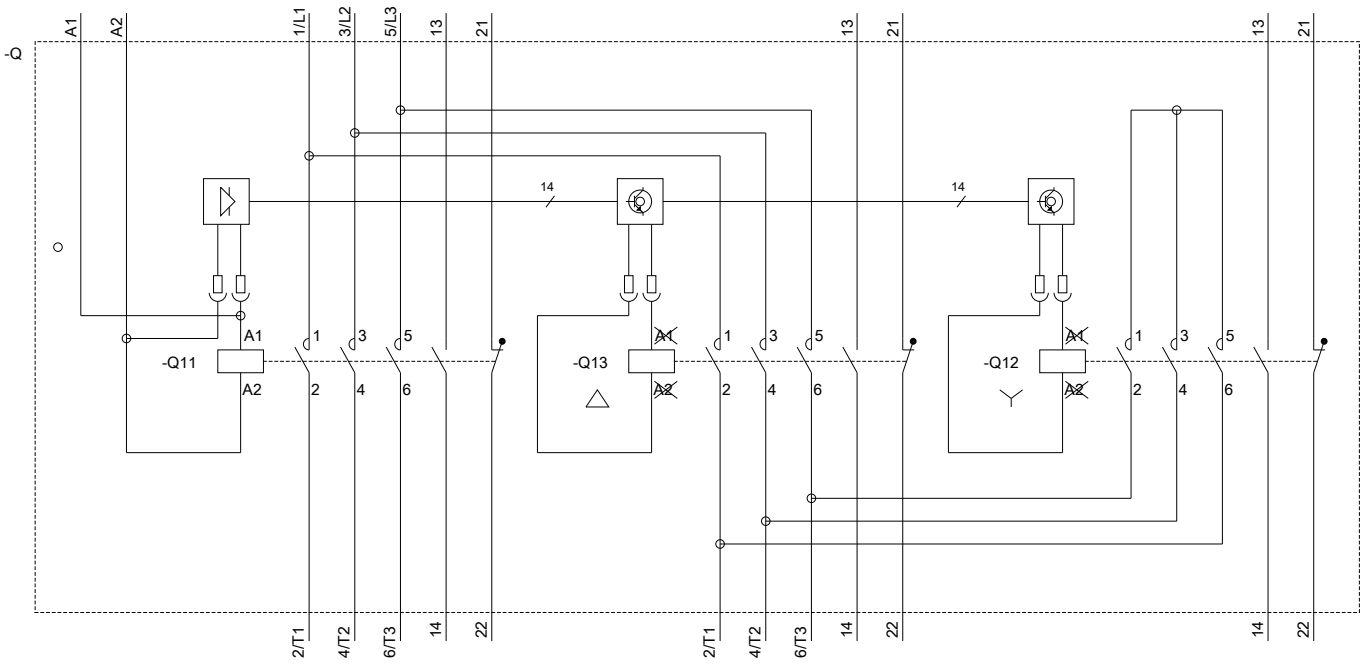 A1 A2 1/L1 3/L2 5/L3 13 21 13 21 13 21
-Q
14 14
A1 1 3 5 A1 1 3 5 A1 1 3 5
-Q11 -Q13 -Q12
A2 2 4 6 A2 2 4 6 A2 2 4 6
2/T1 4/T2 6/T3 14 22 2/T1 4/T2 6/T3 14 22 14 22